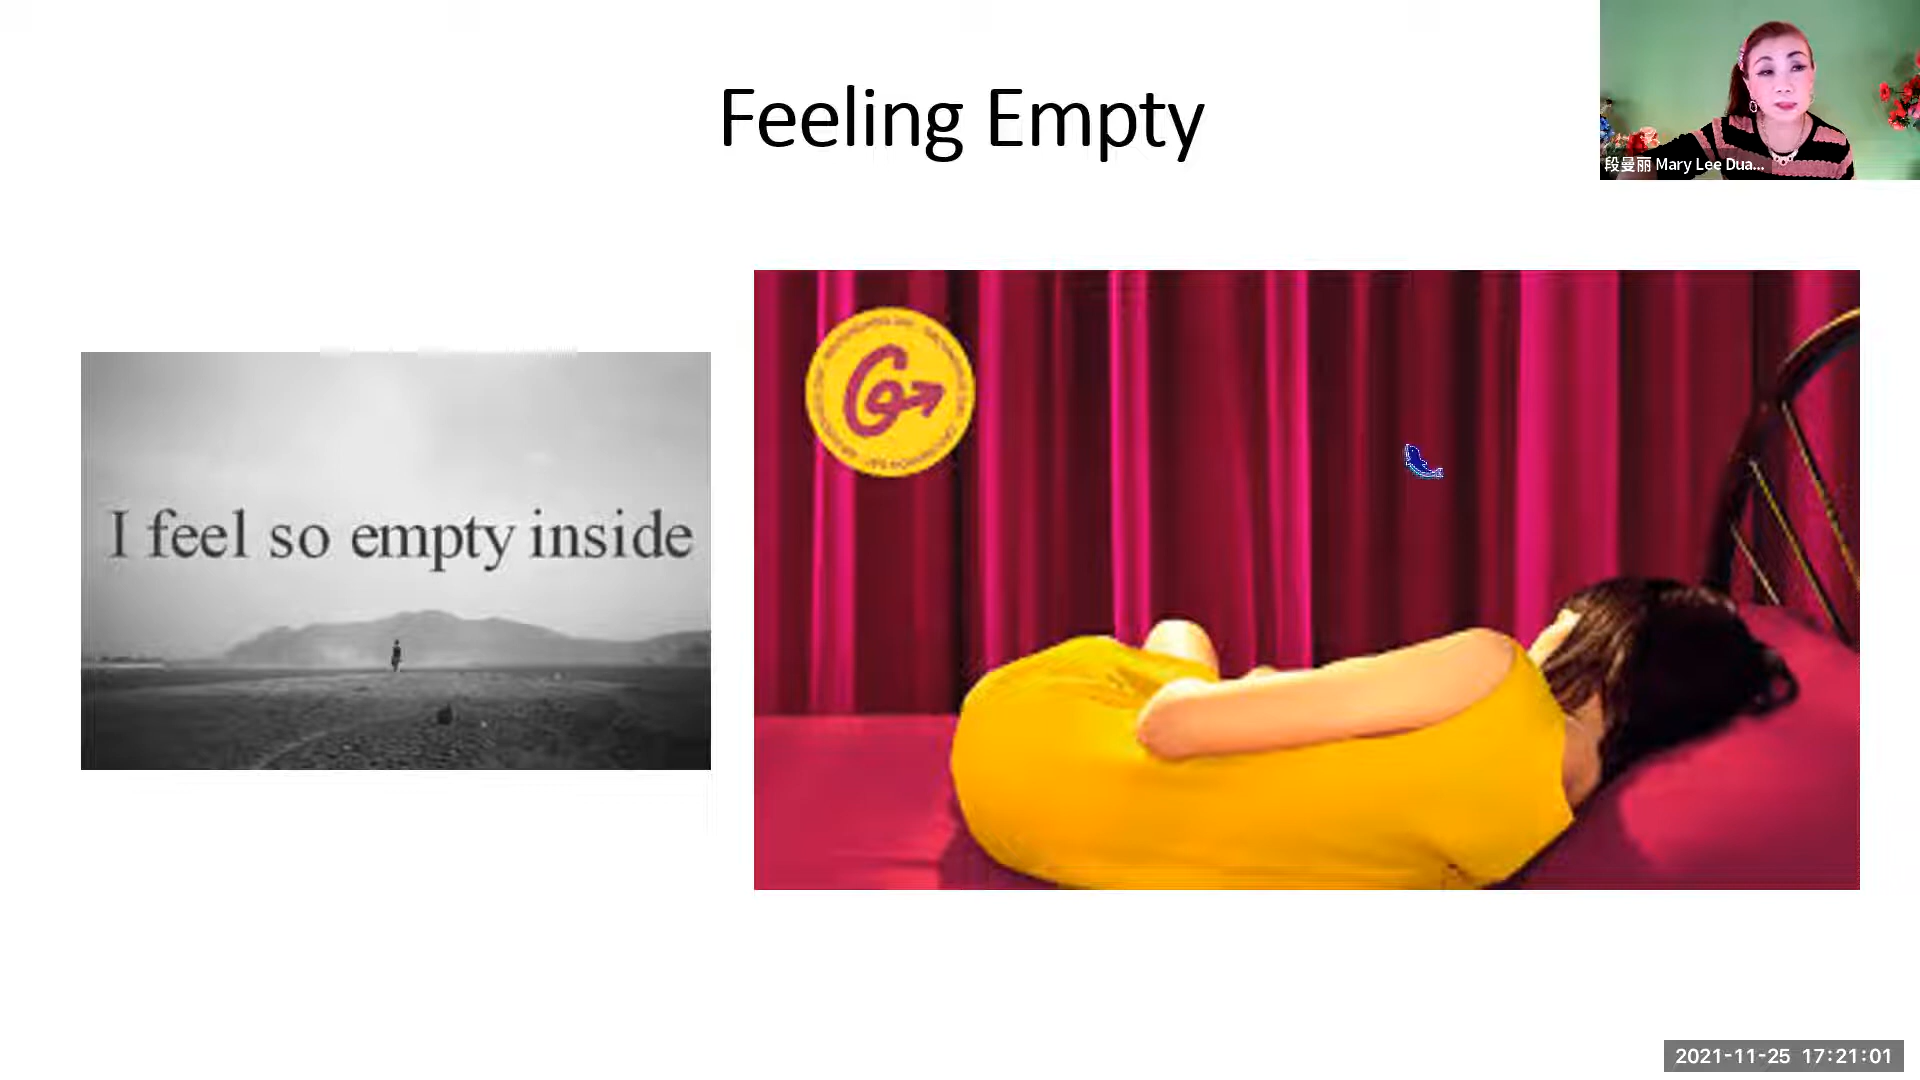 Feeling Empty
段曼丽 Mary Lee Dua...
I feel so empty inside
2021-11-25 17:21:01